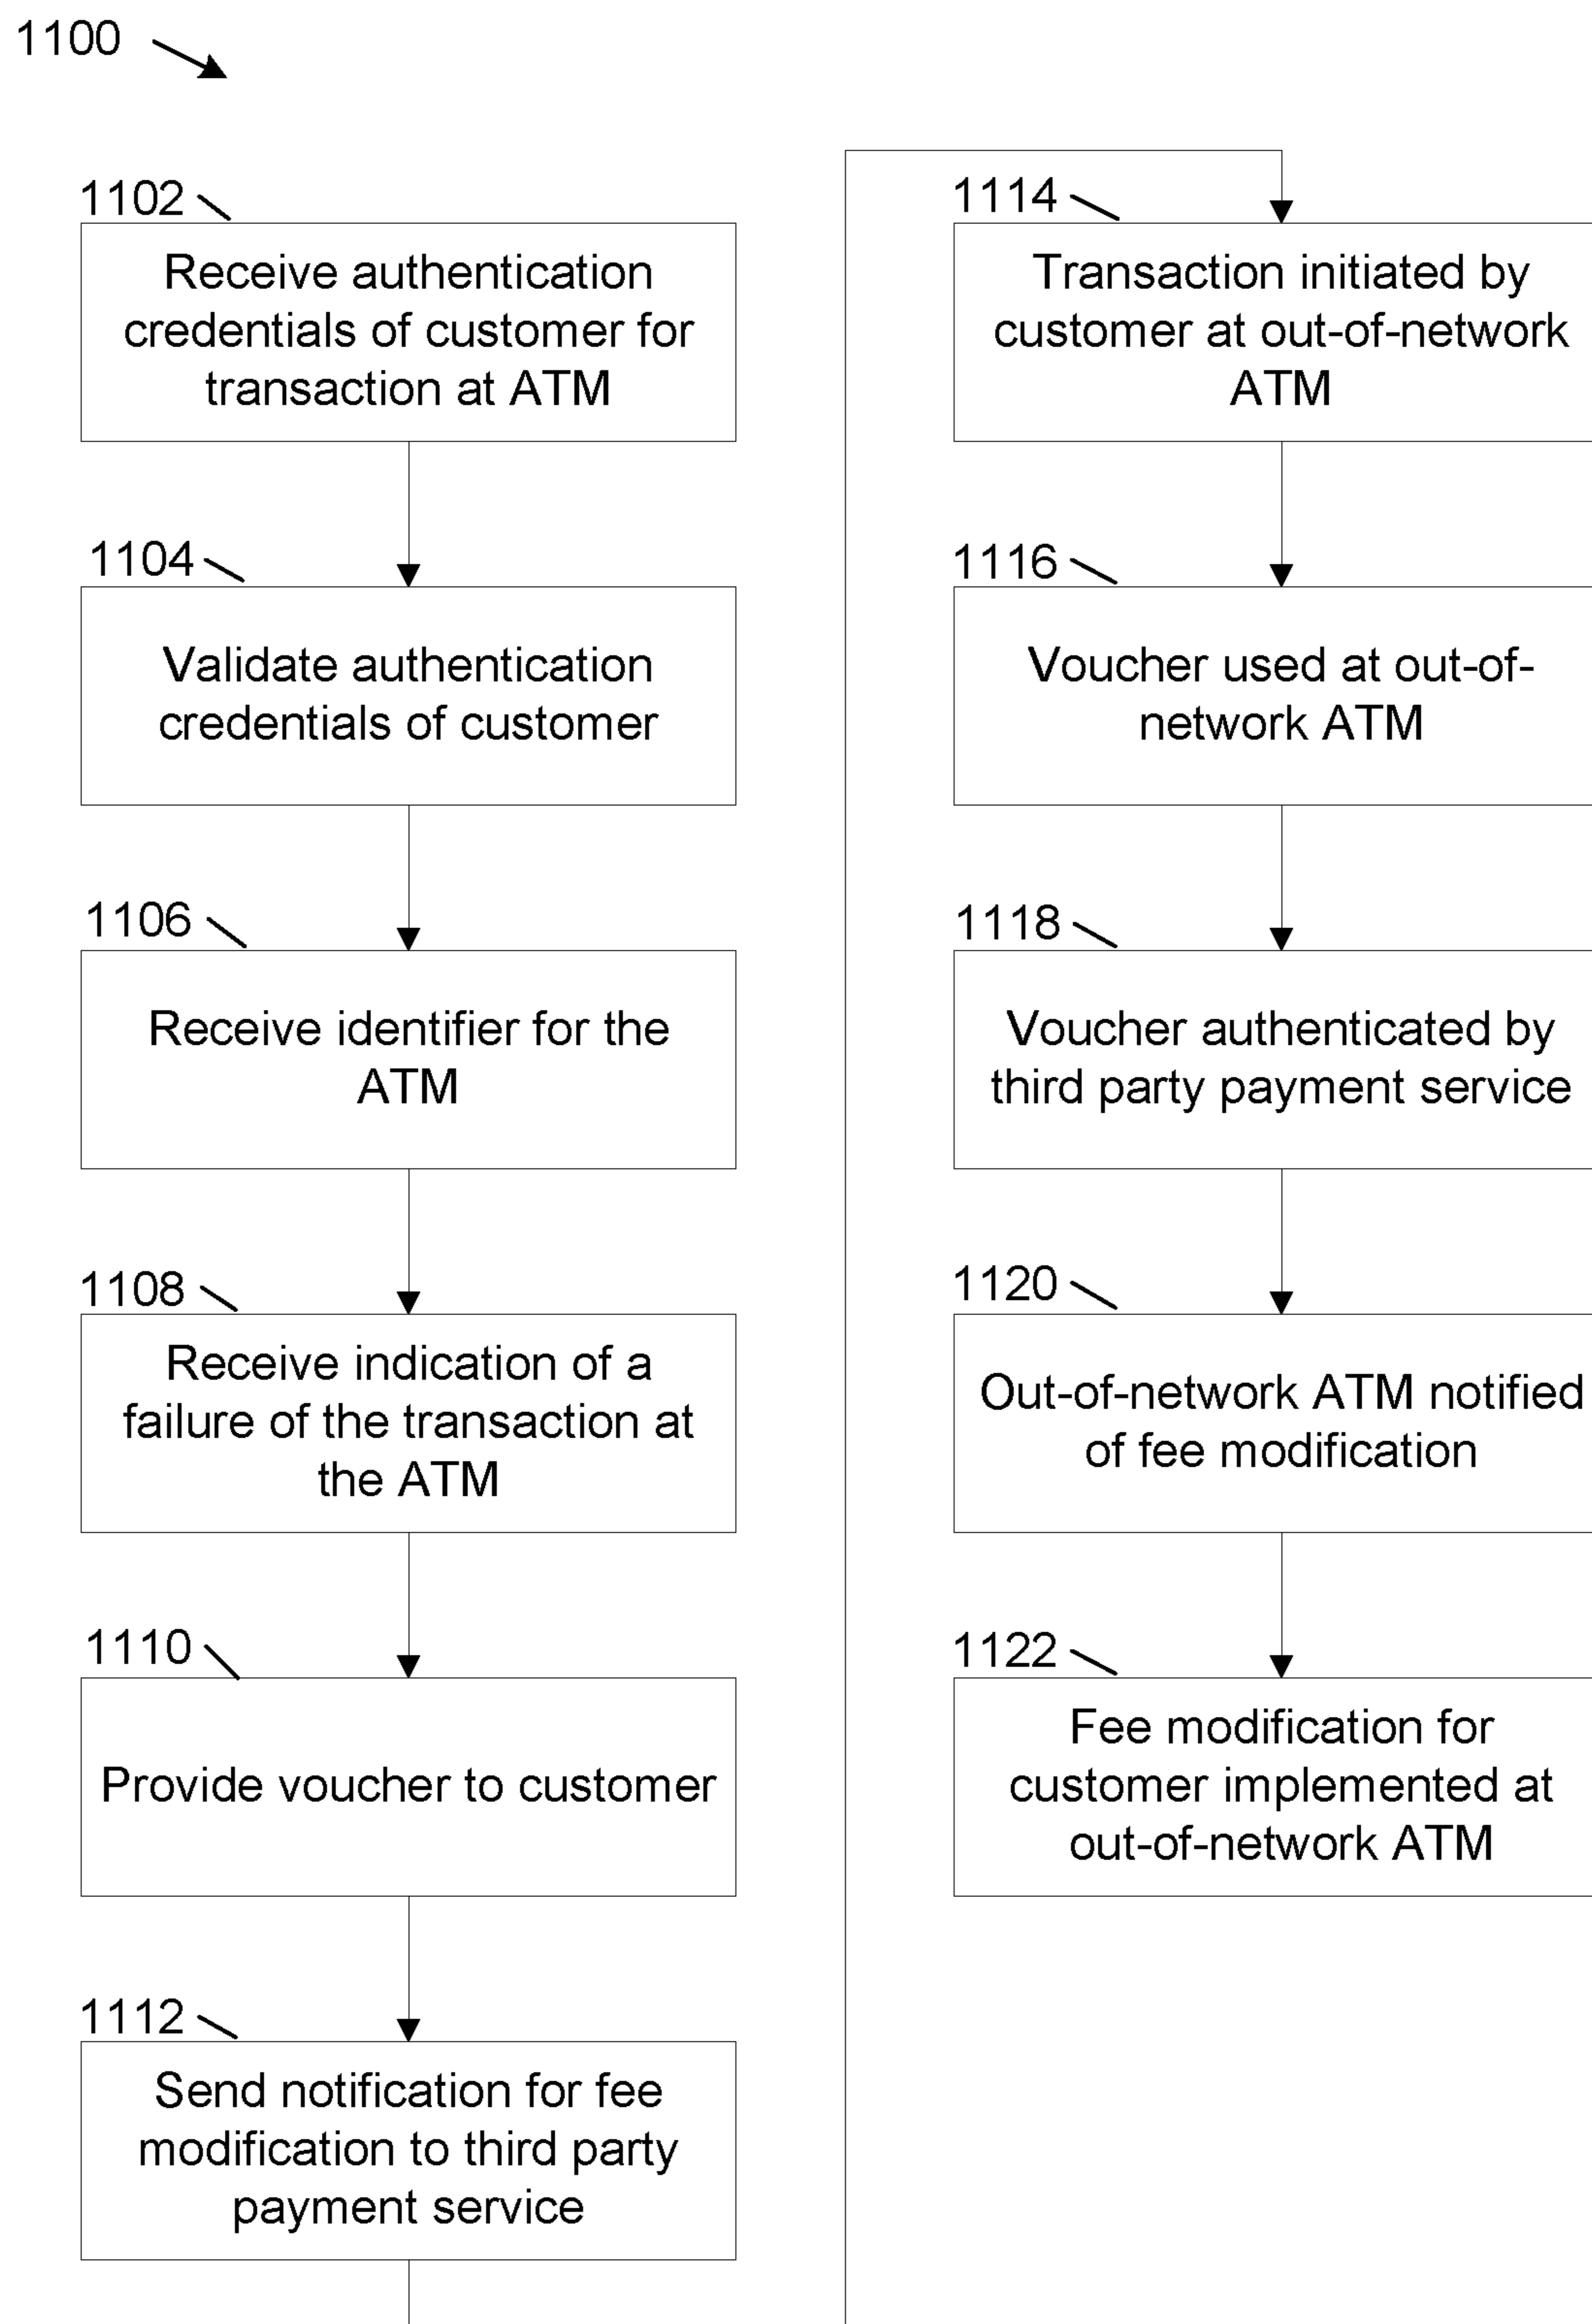 1100
1102
Receive authentication
credentials of customer for
transaction at ATM
1104
Validate authentication
credentials of customer
1106
Receive identifier for the
ATM
1108
Receive indication of a
failure of the transaction at
the ATM
1110
Provide voucher to customer
1112
Send notification for fee
modification to third party
payment service
1114
Transaction initiated by
customer at out-of-network
ATM
1116
Voucher used at out-of-
network ATM
1118
Voucher authenticated by
third party payment service
1120
Out-of-network ATM notified
of fee modification
1122
Fee modification for
customer implemented at
out-of-network ATM